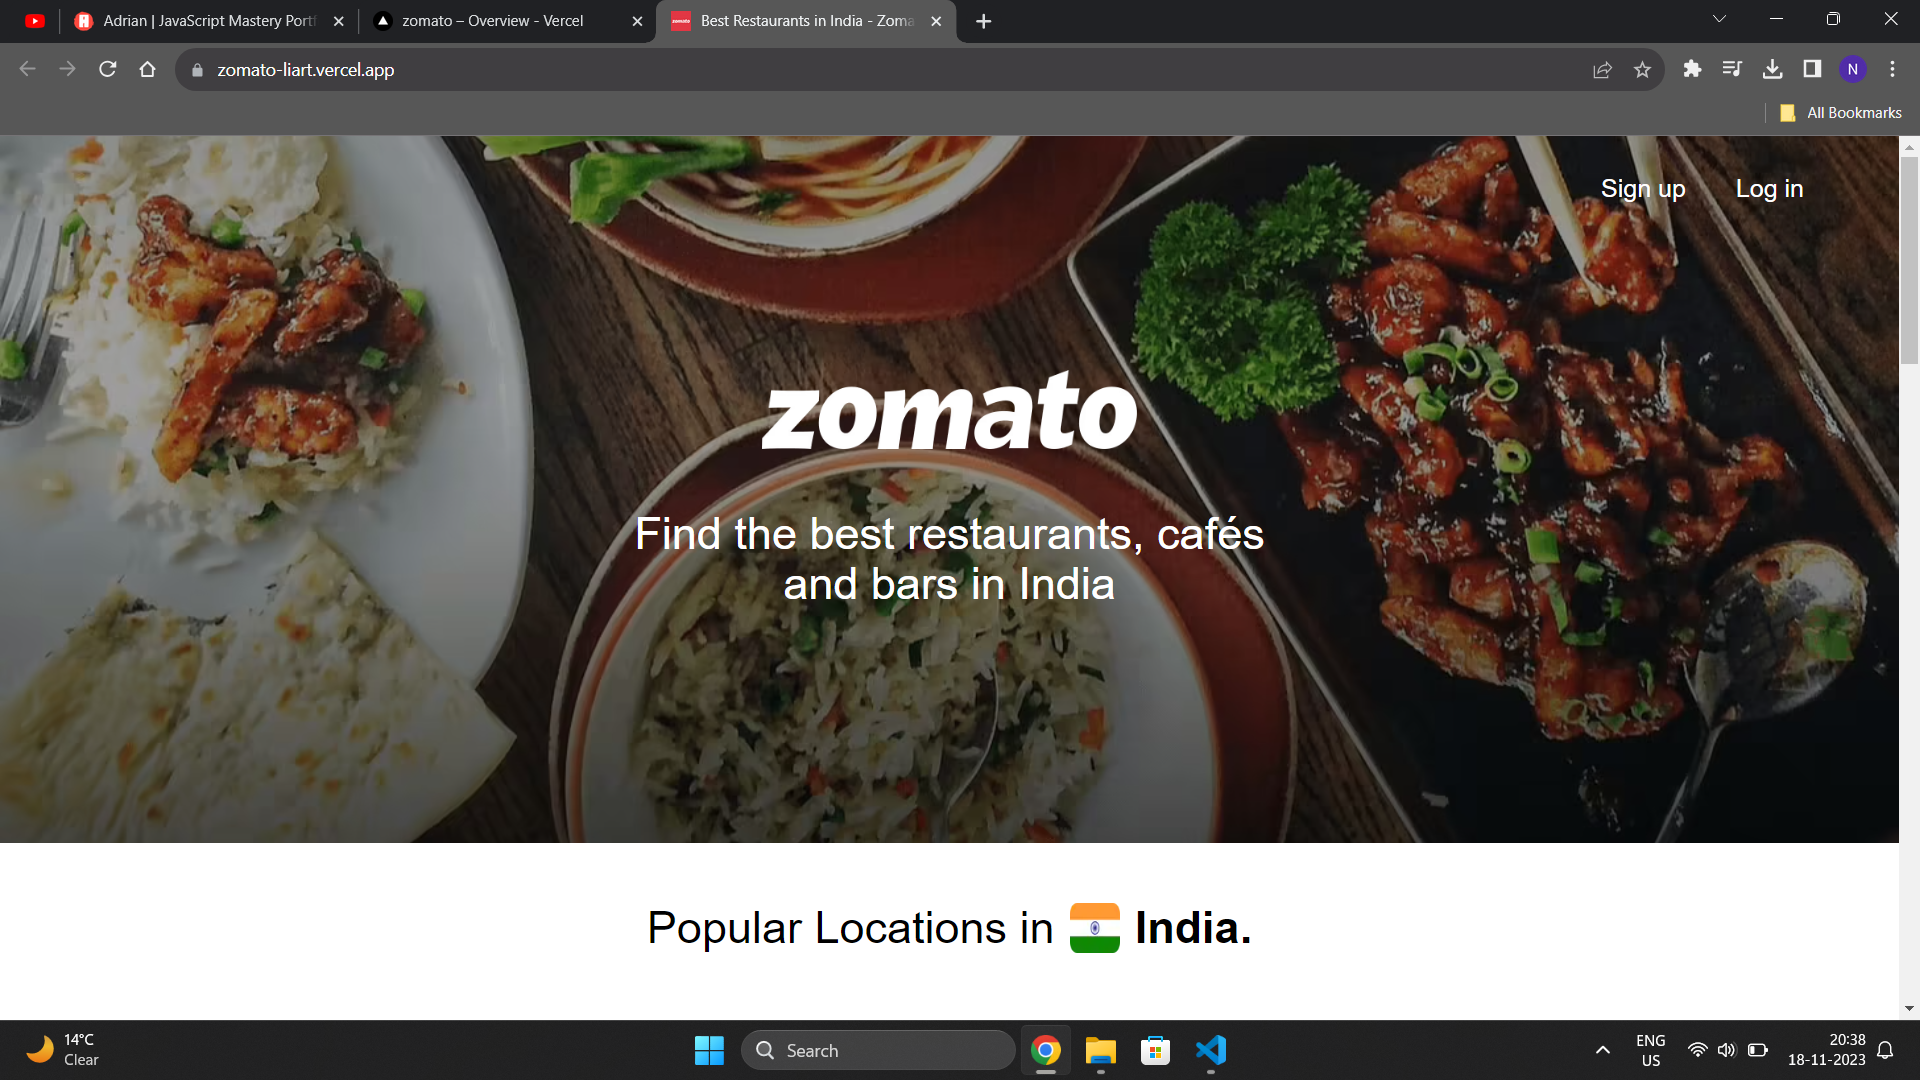 Adrian | JavaScript Mastery Portf
zomato – Overview - Vercel
zomato
Best Restaurants in India - Zoma
zomato-liart.vercel.app
N
All Bookmarks
Sign up
Log in
zomato
Find the best restaurants, cafés
and bars in India
Popular Locations in India.
14°C
Clear
Search
ENG
US
20:38
18-11-2023